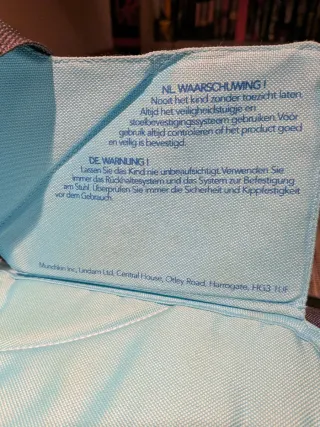 NL. WAARSCHUWING !
Nooit het kind zonder toezicht laten.
Altijd het veiligheidstuigje en
stoelbevestigingssysteem gebruiken. Vóór
gebruik altijd controleren of het product goed
en veilig is bevestigd.
DE. WARNUNG !
Lassen Sie das Kind nie unbeaufsichtigt. Verwenden Sie
immer das Rückhaltesystem und das System zur Befestigung
am Stuhl. Überprüfen Sie immer die Sicherheit und Kippfestigkeit
vor dem Gebrauch.
Munchkin Inc, Lindam Ltd, Central House, Otley Road, Harrogate, HG3 1UF